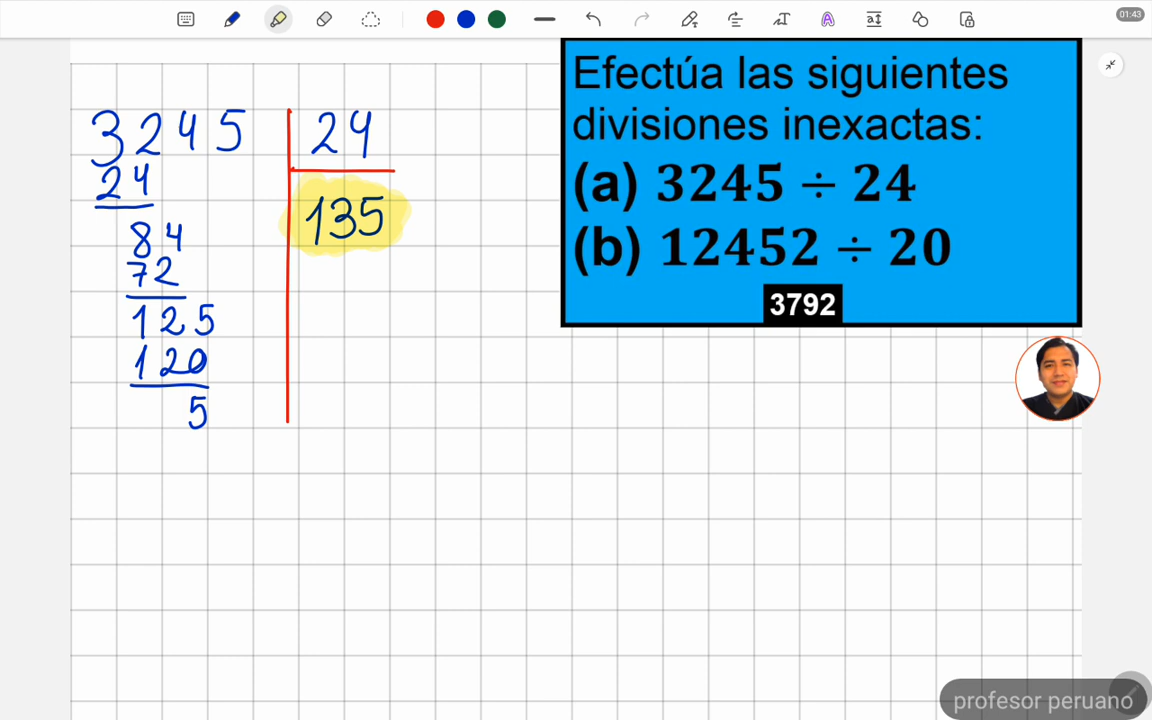 01:43
3245 24
24 135
84
72
125
120
5
Efectúa las siguientes
divisiones inexactas:
(a) 3245 ÷ 24
(b) 12452 ÷ 20
3792
profesor peruano